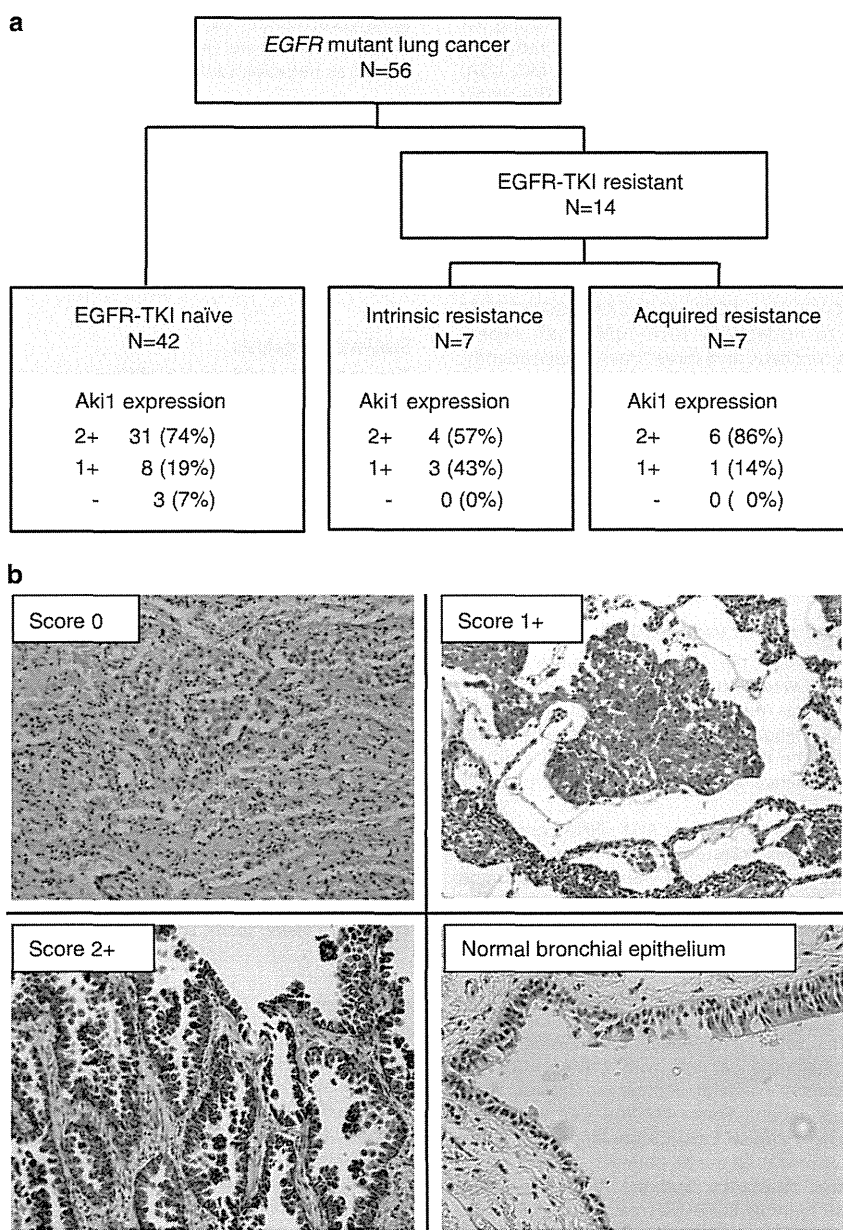 a
EGFR mutant lung cancer
N=56
EGFR-TKI resistant
N=14
EGFR-TKI naïve
N=42
Aki1 expression
2+ 31 (74%)
1+ 8 (19%)
- 3 (7%)
Intrinsic resistance
N=7
Aki1 expression
2+ 4 (57%)
1+ 3 (43%)
- 0 (0%)
Acquired resistance
N=7
Aki1 expression
2+ 6 (86%)
1+ 1 (14%)
- 0 ( 0%)
b
Score 0
Score 1+
Score 2+
Normal bronchial epithelium